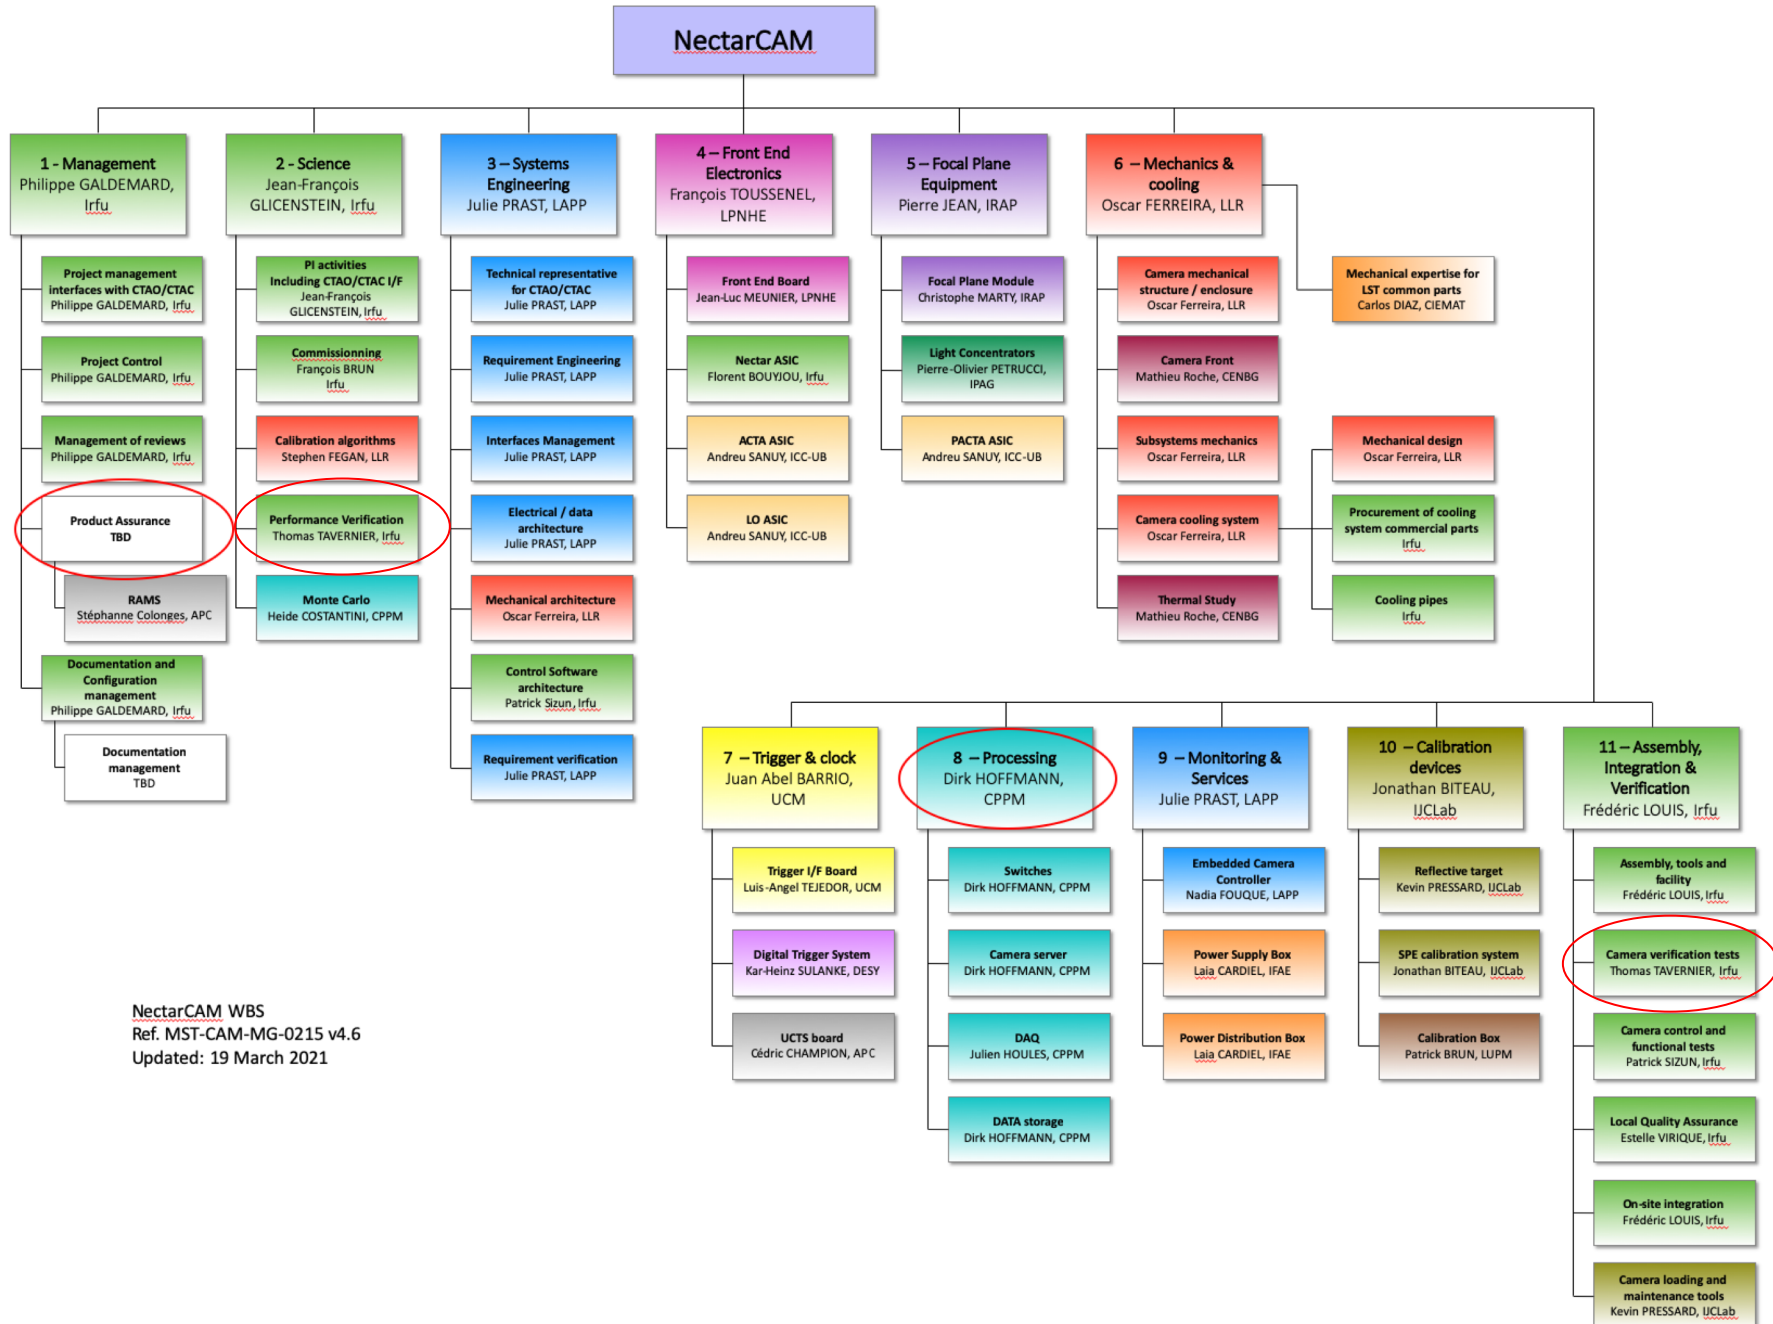 NectarCAM
1 - Management
Philippe GALDEMARD,
Irfu
2 - Science
Jean-François
GLICENSTEIN, Irfu
3 – Systems
Engineering
Julie PRAST, LAPP
4 – Front End
Electronics
François TOUSSENEL,
LPNHE
5 – Focal Plane
Equipment
Pierre JEAN, IRAP
6 – Mechanics &
cooling
Oscar FERREIRA, LLR
Project management
interfaces with CTAO/CTAC
Philippe GALDEMARD, Irfu
Project Control
Philippe GALDEMARD, Irfu
Management of reviews
Philippe GALDEMARD, Irfu
Product Assurance
TBD
RAMS
Stéphanne Colonges, APC
Documentation and
Configuration
management
Philippe GALDEMARD, Irfu
Documentation
management
TBD
PI activities
Including CTAO/CTAC I/F
Jean-François
GLICENSTEIN, Irfu
Commissionning
François BRUN
Irfu
Calibration algorithms
Stephen FEGAN, LLR
Performance Verification
Thomas TAVERNIER, Irfu
Monte Carlo
Heide COSTANTINI, CPPM
Technical representative
for CTAO/CTAC
Julie PRAST, LAPP
Requirement Engineering
Julie PRAST, LAPP
Interfaces Management
Julie PRAST, LAPP
Electrical / data
architecture
Julie PRAST, LAPP
Mechanical architecture
Oscar Ferreira, LLR
Control Software
architecture
Patrick Sizun, Irfu
Requirement verification
Julie PRAST, LAPP
Front End Board
Jean-Luc MEUNIER, LPNHE
Nectar ASIC
Florent BOUYJOU, Irfu
ACTA ASIC
Andreu SANUY, ICC-UB
LO ASIC
Andreu SANUY, ICC-UB
Focal Plane Module
Christophe MARTY, IRAP
Light Concentrators
Pierre-Olivier PETRUCCI,
IPAG
PACTA ASIC
Andreu SANUY, ICC-UB
Camera mechanical
structure / enclosure
Oscar Ferreira, LLR
Camera Front
Mathieu Roche, CENBG
Subsystems mechanics
Oscar Ferreira, LLR
Camera cooling system
Oscar Ferreira, LLR
Thermal Study
Mathieu Roche, CENBG
Mechanical expertise for
LST common parts
Carlos DIAZ, CIEMAT
Mechanical design
Oscar Ferreira, LLR
Procurement of cooling
system commercial parts
Irfu
Cooling pipes
Irfu
7 – Trigger & clock
Juan Abel BARRIO,
UCM
8 – Processing
Dirk HOFFMANN,
CPPM
9 – Monitoring &
Services
Julie PRAST, LAPP
10 – Calibration
devices
Jonathan BITEAU,
IJCLab
11 – Assembly,
Integration &
Verification
Frédéric LOUIS, Irfu
Trigger I/F Board
Luis-Angel TEJEDOR, UCM
Digital Trigger System
Kar-Heinz SULANKE, DESY
UCTS board
Cédric CHAMPION, APC
Switches
Dirk HOFFMANN, CPPM
Camera server
Dirk HOFFMANN, CPPM
DAQ
Julien HOULES, CPPM
DATA storage
Dirk HOFFMANN, CPPM
Embedded Camera
Controller
Nadia FOUQUE, LAPP
Power Supply Box
Laia CARDIEL, IFAE
Power Distribution Box
Laia CARDIEL, IFAE
Reflective target
Kevin PRESSARD, IJCLab
SPE calibration system
Jonathan BITEAU, IJCLab
Calibration Box
Patrick BRUN, LUPM
Assembly, tools and
facility
Frédéric LOUIS, Irfu
Camera verification tests
Thomas TAVERNIER, Irfu
Camera control and
functional tests
Patrick SIZUN, Irfu
Local Quality Assurance
Estelle VIRIQUE, Irfu
On-site integration
Frédéric LOUIS, Irfu
Camera loading and
maintenance tools
Kevin PRESSARD, IJCLab
NectarCAM WBS
Ref. MST-CAM-MG-0215 v4.6
Updated: 19 March 2021